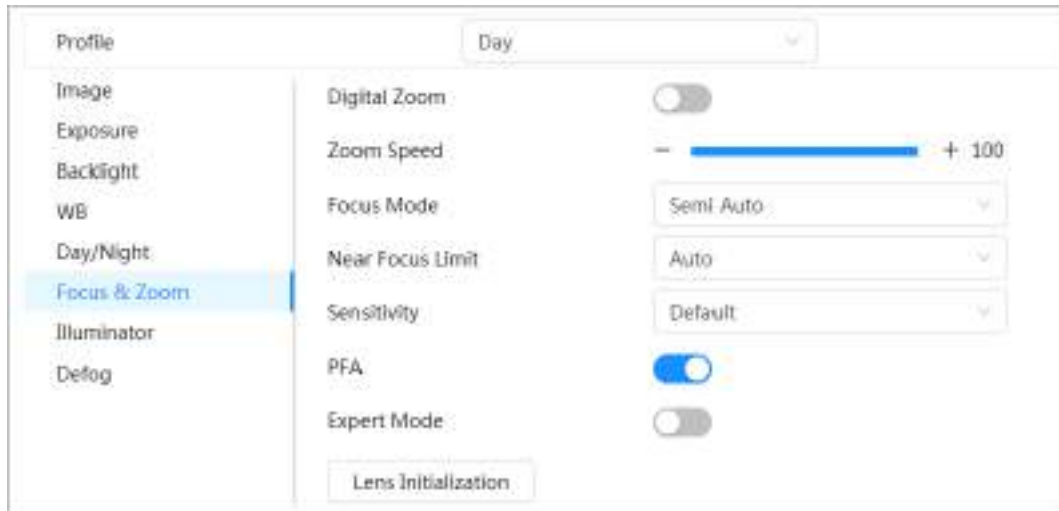 Profile Day
Image
Exposure
Backlight
WB
Day/Night
Focus & Zoom
Illuminator
Defog
Digital Zoom
Zoom Speed − + 100
Focus Mode Semi Auto
Near Focus Limit Auto
Sensitivity Default
PFA
Expert Mode
Lens Initialization